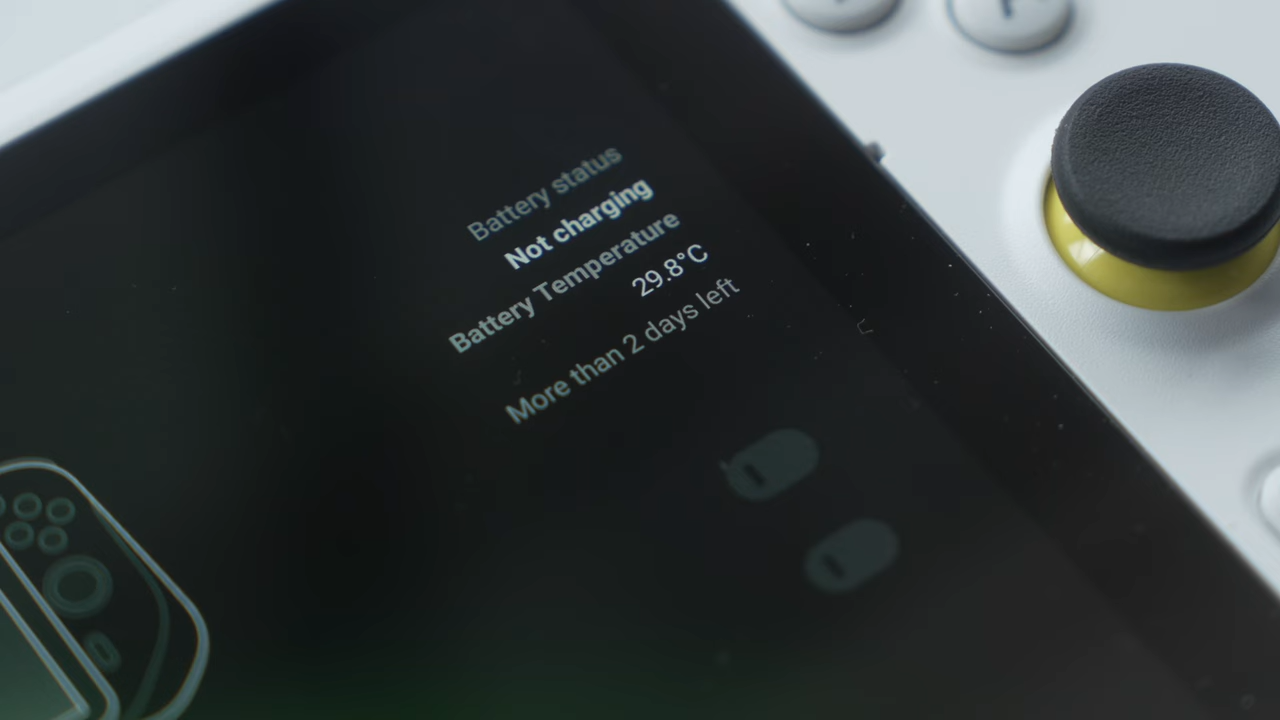 Battery status
Not charging
Battery Temperature
29.8°C
More than 2 days left